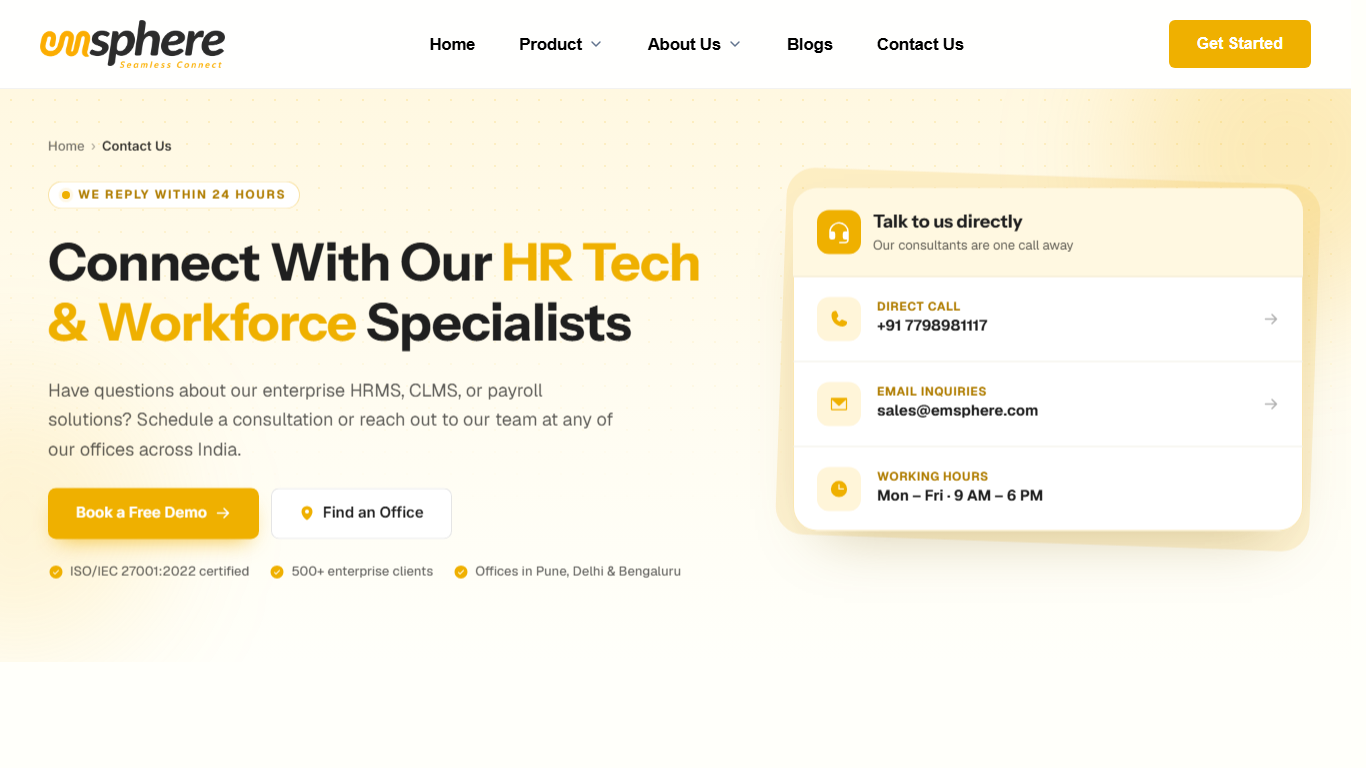 emsphere
Seamless Connect
Home
Product
About Us
Blogs
Contact Us
Get Started
Home › Contact Us
WE REPLY WITHIN 24 HOURS
Connect With Our HR Tech
& Workforce Specialists
Have questions about our enterprise HRMS, CLMS, or payroll
solutions? Schedule a consultation or reach out to our team at any of
our offices across India.
Book a Free Demo →
Find an Office
ISO/IEC 27001:2022 certified
500+ enterprise clients
Offices in Pune, Delhi & Bengaluru
Talk to us directly
Our consultants are one call away
DIRECT CALL
+91 7798981117
EMAIL INQUIRIES
sales@emsphere.com
WORKING HOURS
Mon – Fri · 9 AM – 6 PM